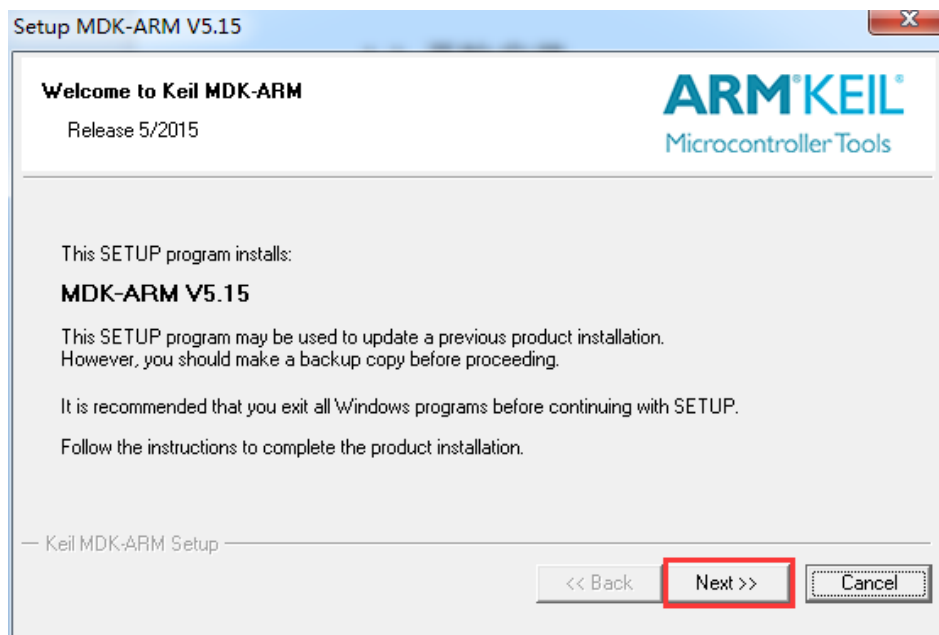 Setup MDK-ARM V5.15
X
Welcome to Keil MDK-ARM
Release 5/2015
ARM®KEIL®
Microcontroller Tools
This SETUP program installs:
MDK-ARM V5.15
This SETUP program may be used to update a previous product installation.
However, you should make a backup copy before proceeding.
It is recommended that you exit all Windows programs before continuing with SETUP.
Follow the instructions to complete the product installation.
Keil MDK-ARM Setup
<< Back
Next >>
Cancel